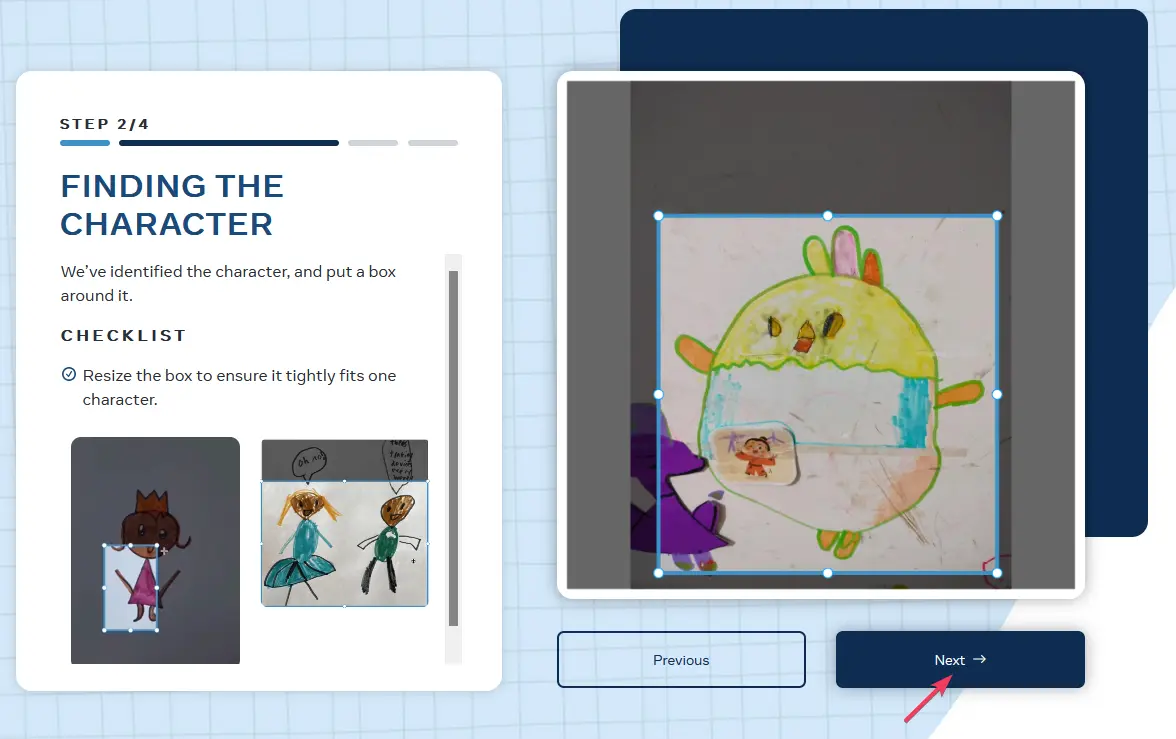 STEP 2/4
FINDING THE
CHARACTER
We've identified the character, and put a box
around it.
CHECKLIST
Resize the box to ensure it tightly fits one
character.
oh no!
Previous
Next →